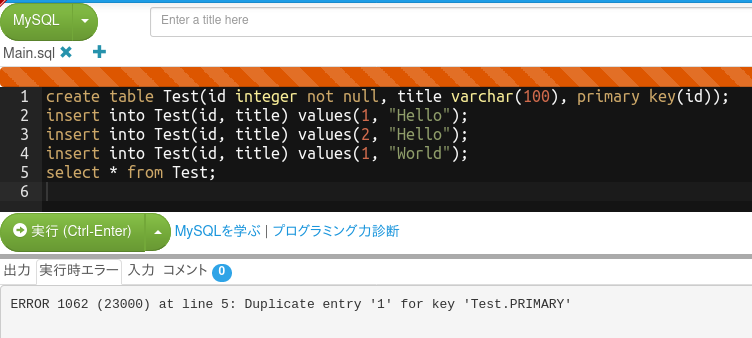 MySQL
Enter a title here
Main.sql
1 create table Test(id integer not null, title varchar(100), primary key(id));
2 insert into Test(id, title) values(1, "Hello");
3 insert into Test(id, title) values(2, "Hello");
4 insert into Test(id, title) values(1, "World");
5 select * from Test;
6
実行 (Ctrl-Enter) MySQLを学ぶ | プログラミング力診断
出力 実行時エラー 入力 コメント 0
ERROR 1062 (23000) at line 5: Duplicate entry '1' for key 'Test.PRIMARY'